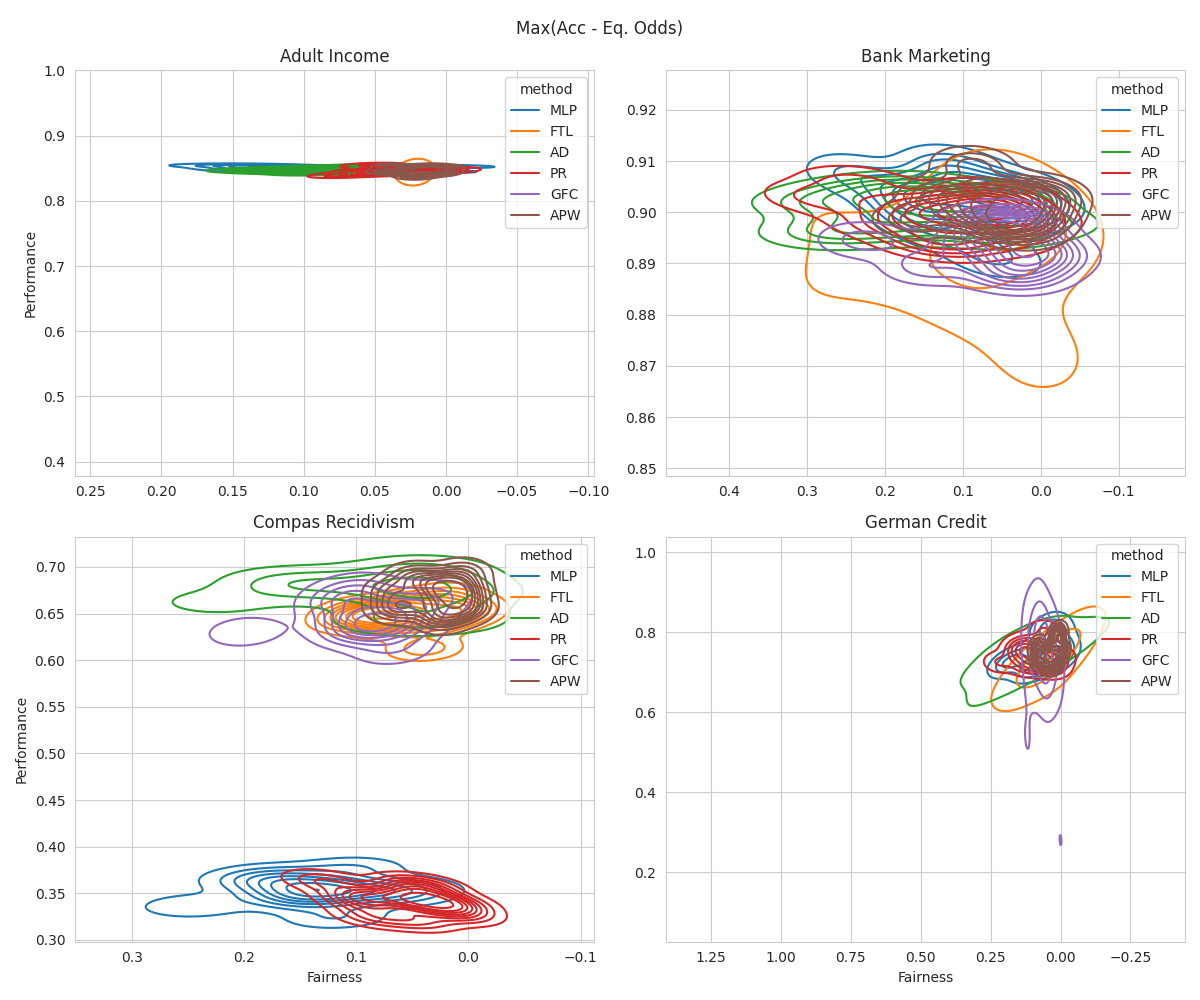 Max(Acc - Eq. Odds)
Adult Income
1.0
0.9
0.8
0.7
0.6
0.5
0.4
Performance
0.25
0.20
0.15
0.10
0.05
0.00
−0.05
−0.10
method
MLP
FTL
AD
PR
GFC
APW
Bank Marketing
0.92
0.91
0.90
0.89
0.88
0.87
0.86
0.85
0.4
0.3
0.2
0.1
0.0
−0.1
method
MLP
FTL
AD
PR
GFC
APW
Compas Recidivism
0.70
0.65
0.60
0.55
0.50
0.45
0.40
0.35
0.30
Performance
0.3
0.2
0.1
0.0
−0.1
Fairness
method
MLP
FTL
AD
PR
GFC
APW
German Credit
1.0
0.8
0.6
0.4
0.2
1.25
1.00
0.75
0.50
0.25
0.00
−0.25
Fairness
method
MLP
FTL
AD
PR
GFC
APW